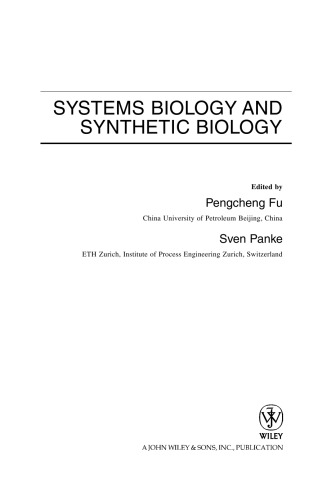 SYSTEMS BIOLOGY AND
SYNTHETIC BIOLOGY
Edited by
Pengcheng Fu
China University of Petroleum Beijing, China
Sven Panke
ETH Zurich, Institute of Process Engineering Zurich, Switzerland
WILEY
A JOHN WILEY & SONS, INC., PUBLICATION